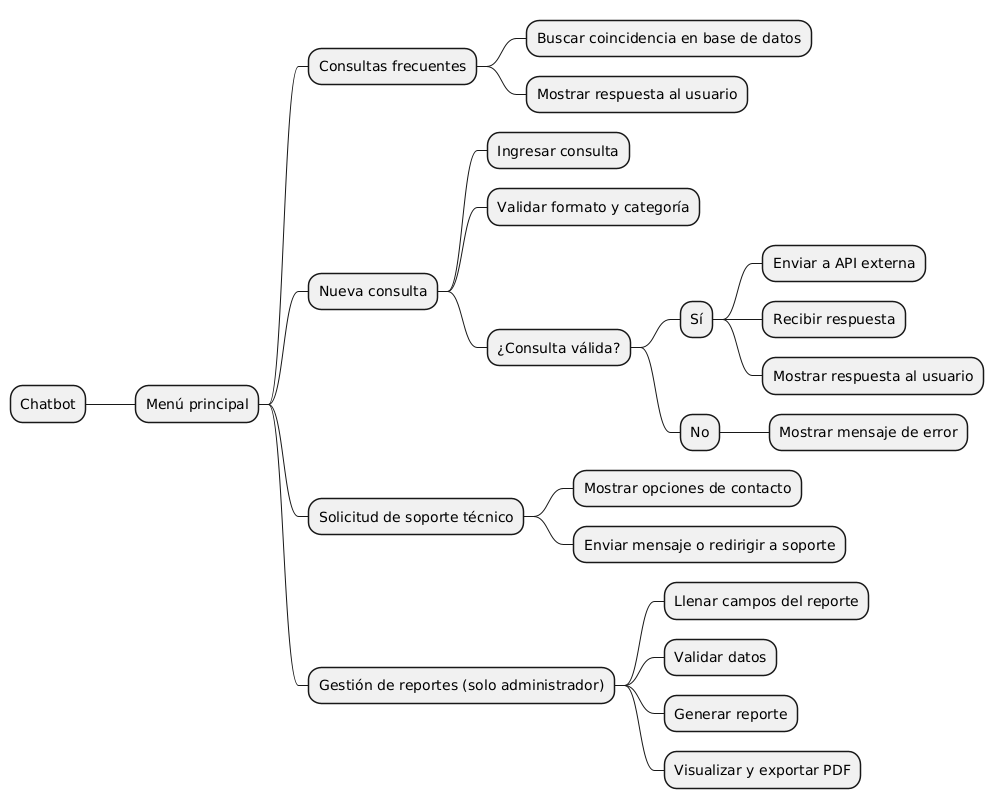 Chatbot
Menú principal
Consultas frecuentes
Buscar coincidencia en base de datos
Mostrar respuesta al usuario
Nueva consulta
Ingresar consulta
Validar formato y categoría
¿Consulta válida?
Sí
Enviar a API externa
Recibir respuesta
Mostrar respuesta al usuario
No
Mostrar mensaje de error
Solicitud de soporte técnico
Mostrar opciones de contacto
Enviar mensaje o redirigir a soporte
Gestión de reportes (solo administrador)
Llenar campos del reporte
Validar datos
Generar reporte
Visualizar y exportar PDF